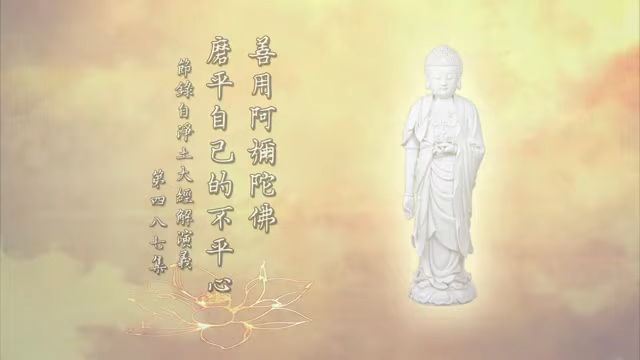 善用阿彌陀佛
磨平自己的不平心
節錄自淨土大經解演義
第四八七集